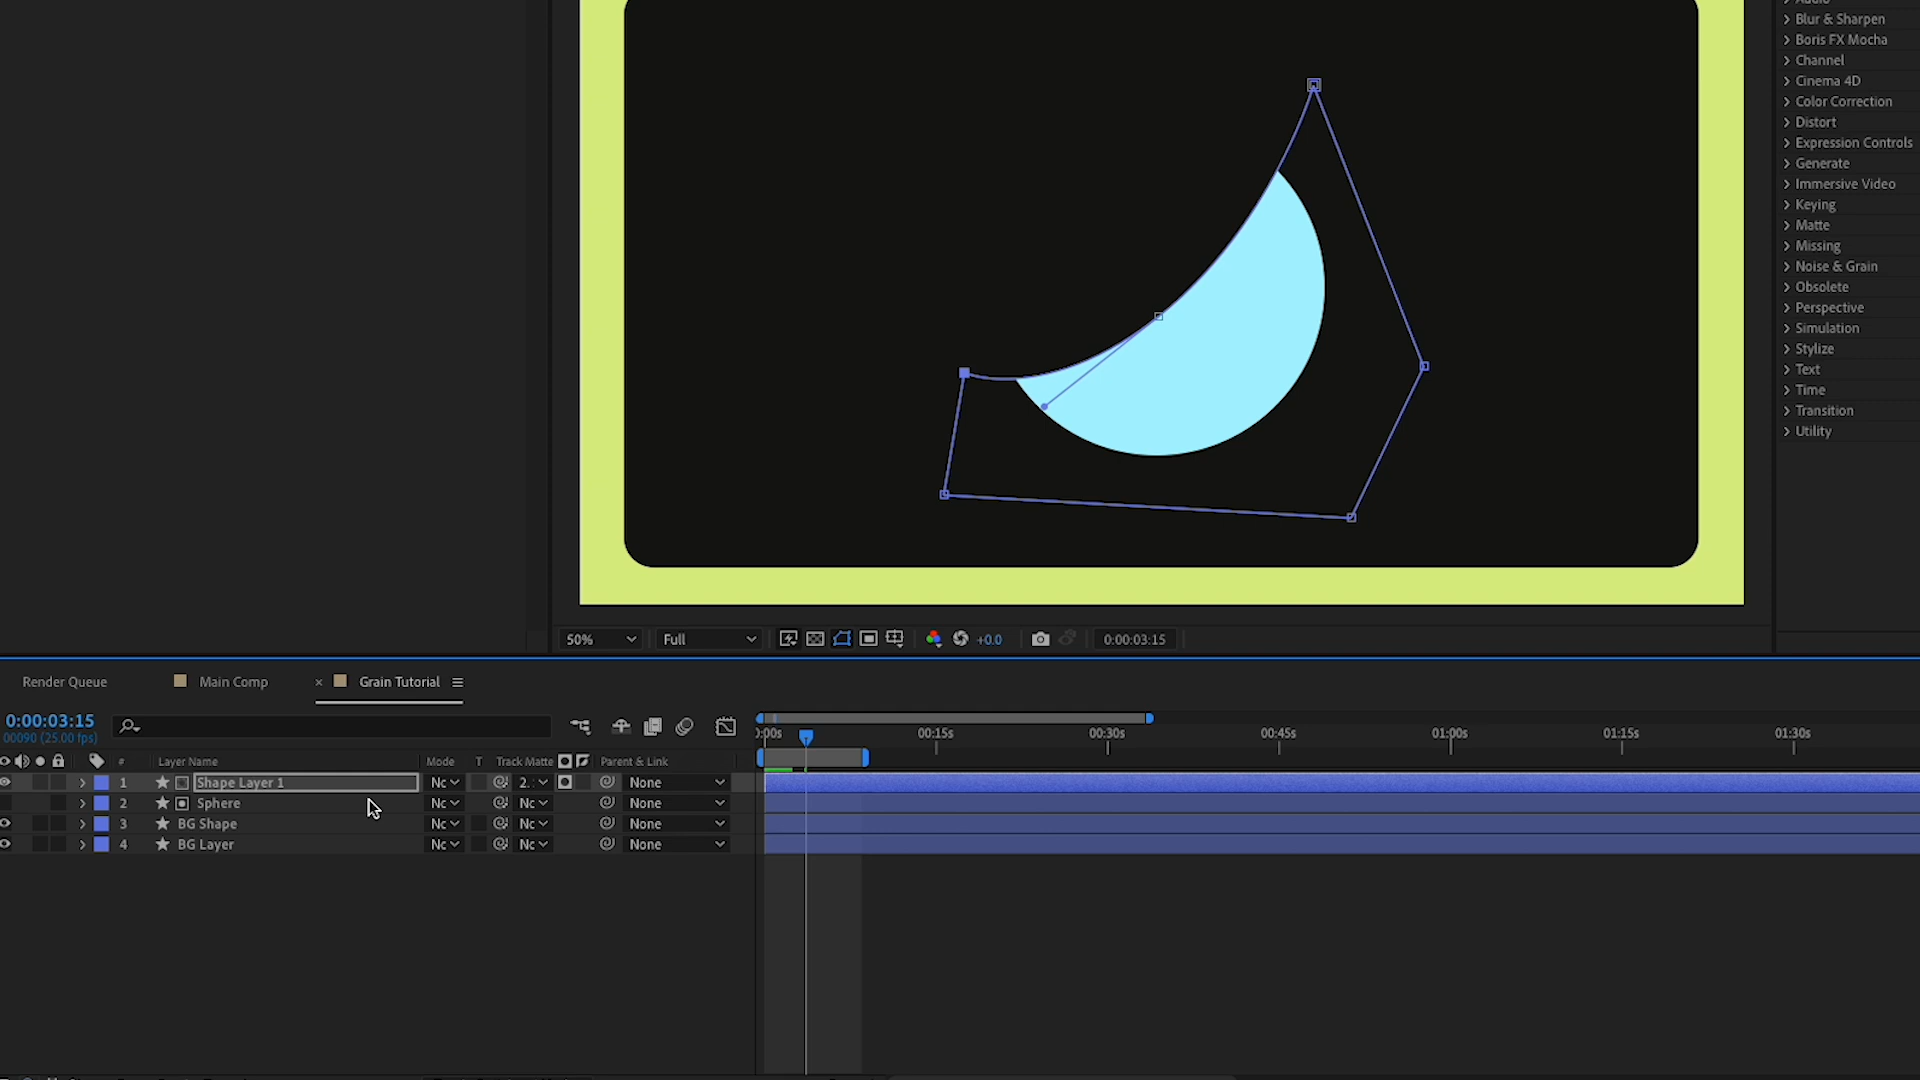 Audio
Blur & Sharpen
Boris FX Mocha
Channel
Cinema 4D
Color Correction
Distort
Expression Controls
Generate
Immersive Video
Keying
Matte
Missing
Noise & Grain
Obsolete
Perspective
Simulation
Stylize
Text
Time
Transition
Utility
50% Full +0.0 0:00:03:15
Render Queue Main Comp × Grain Tutorial
0:00:03:15
00090 (25.00 fps)
0:00s 00:15s 00:30s 00:45s 01:00s 01:15s 01:30s
# Layer Name Mode T Track Matte Parent & Link
1 Shape Layer 1 Nc 2. None
2 Sphere Nc Nc None
3 BG Shape Nc Nc None
4 BG Layer Nc Nc None